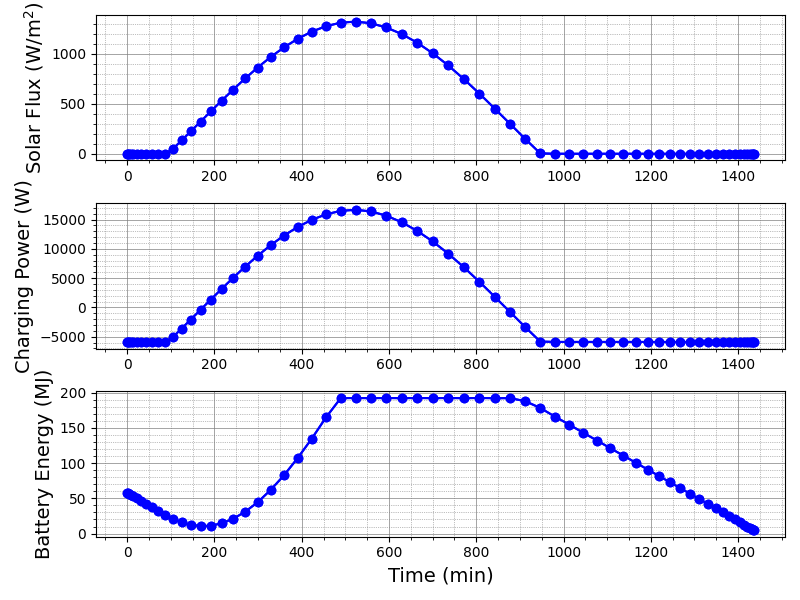 Solar Flux (W/m²)
1000
500
0
0 200 400 600 800 1000 1200 1400
Charging Power (W)
15000
10000
5000
0
−5000
0 200 400 600 800 1000 1200 1400
Battery Energy (MJ)
200
150
100
50
0
0 200 400 600 800 1000 1200 1400
Time (min)